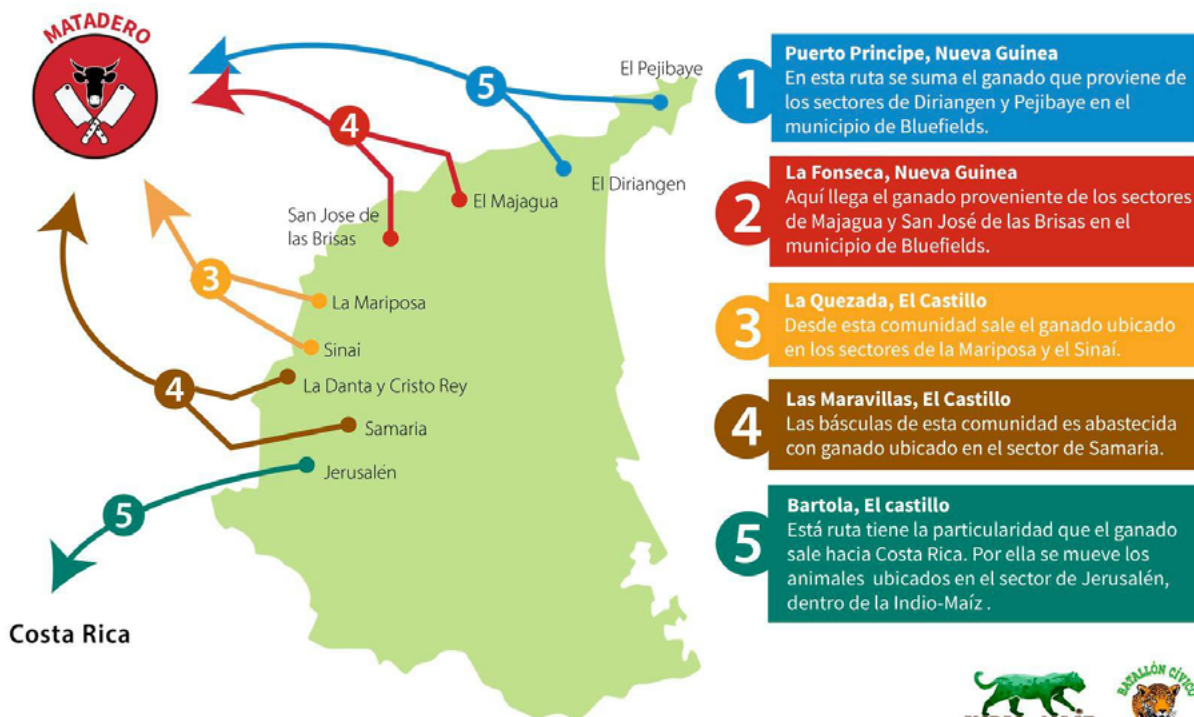 MATADERO
5
El Pejibaye
4
El Diriangen
El Majagua
San Jose de
las Brisas
3
La Mariposa
Sinaí
4
La Danta y Cristo Rey
Samaria
Jerusalén
5
Costa Rica
1
Puerto Principe, Nueva Guinea
En esta ruta se suma el ganado que proviene de
los sectores de Diriangen y Pejibaye en el
municipio de Bluefields.
2
La Fonseca, Nueva Guinea
Aquí llega el ganado proveniente de los sectores
de Majagua y San José de las Brisas en el
municipio de Bluefields.
3
La Quezada, El Castillo
Desde esta comunidad sale el ganado ubicado
en los sectores de la Mariposa y el Sinaí.
4
Las Maravillas, El Castillo
Las básculas de esta comunidad es abastecida
con ganado ubicado en el sector de Samaria.
5
Bartola, El castillo
Está ruta tiene la particularidad que el ganado
sale hacia Costa Rica. Por ella se mueve los
animales ubicados en el sector de Jerusalén,
dentro de la Indio-Maíz .
BATALLÓN CÍVICO